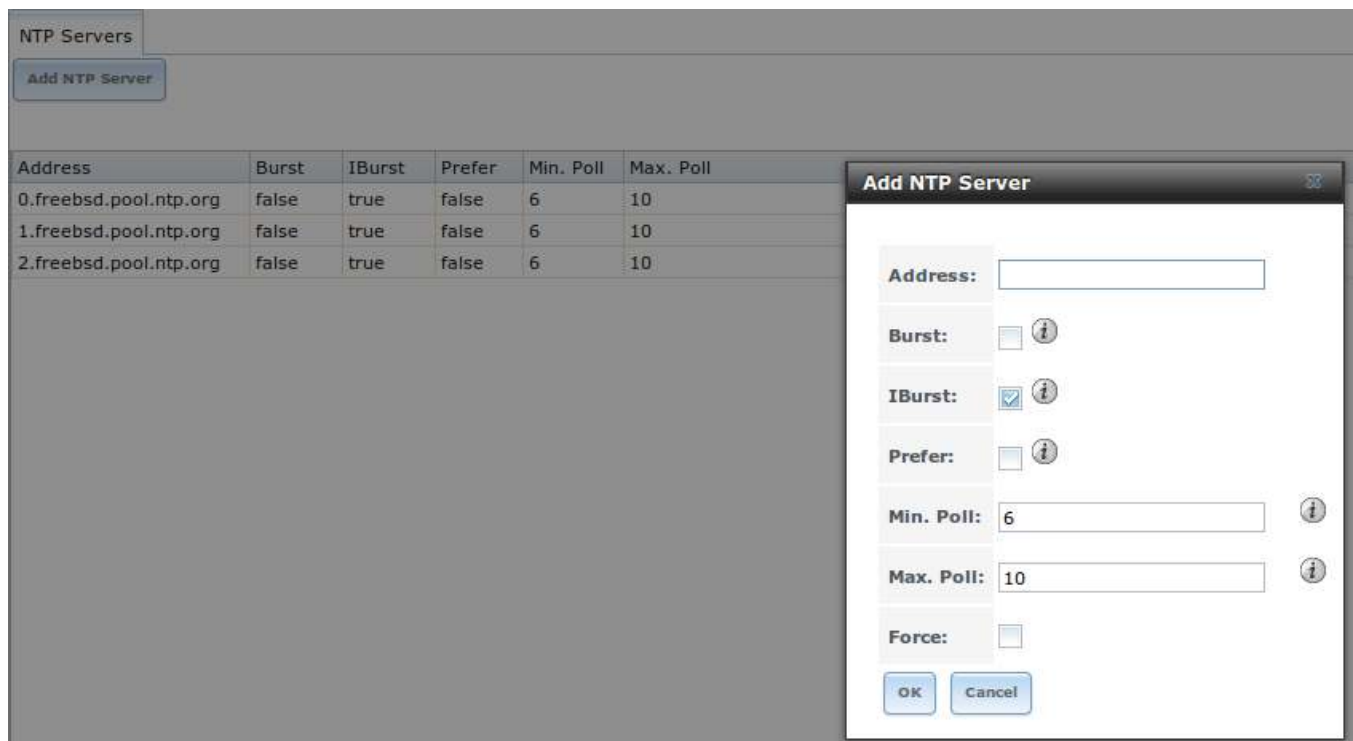 NTP Servers
Add NTP Server
Address Burst IBurst Prefer Min. Poll Max. Poll
0.freebsd.pool.ntp.org false true false 6 10
1.freebsd.pool.ntp.org false true false 6 10
2.freebsd.pool.ntp.org false true false 6 10
Add NTP Server
Address:
Burst:
IBurst:
Prefer:
Min. Poll: 6
Max. Poll: 10
Force:
OK Cancel